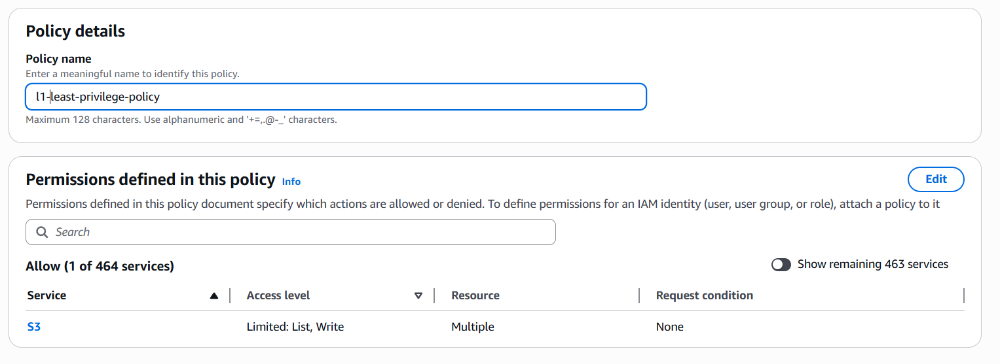 Policy details
Policy name
Enter a meaningful name to identify this policy.
l1-least-privilege-policy
Maximum 128 characters. Use alphanumeric and '+=,.@-_' characters.
Permissions defined in this policy Info
Edit
Permissions defined in this policy document specify which actions are allowed or denied. To define permissions for an IAM identity (user, user group, or role), attach a policy to it
Search
Allow (1 of 464 services)
Show remaining 463 services
Service Access level Resource Request condition
S3 Limited: List, Write Multiple None